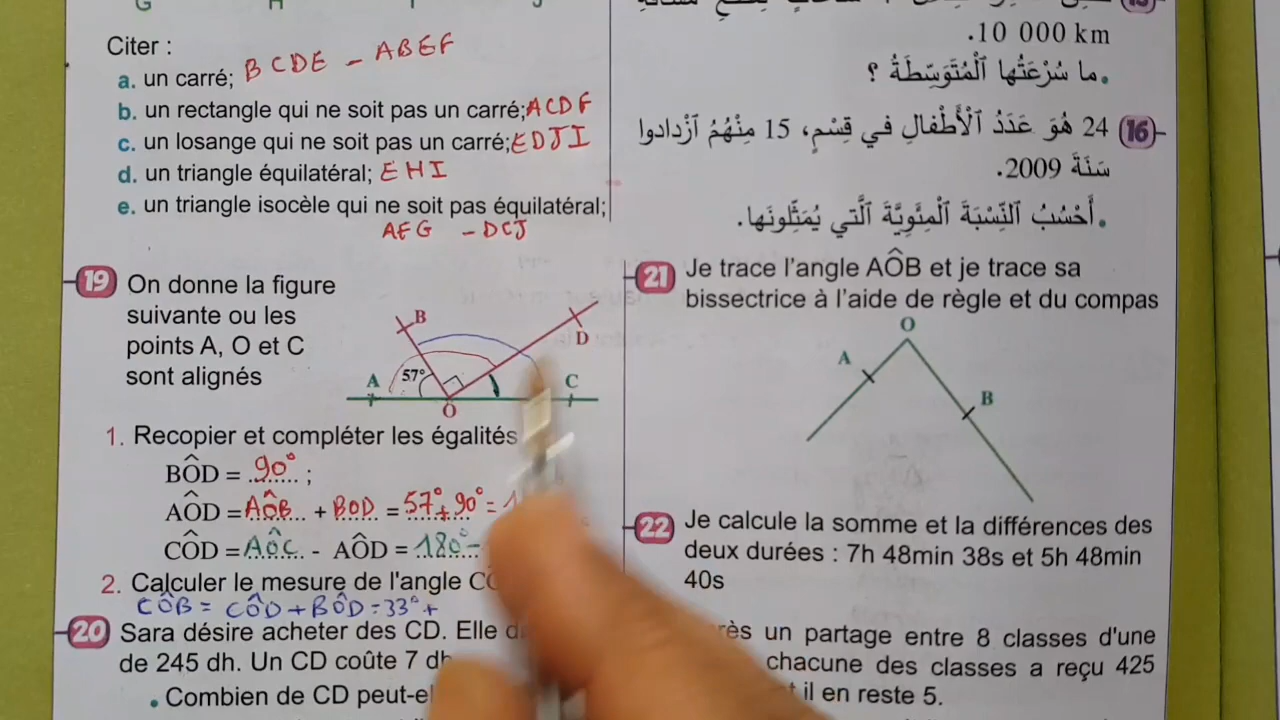 Citer :
a. un carré; BCDE - ABEF
b. un rectangle qui ne soit pas un carré; ACDF
c. un losange qui ne soit pas un carré; EDJI
d. un triangle équilatéral; EHI
e. un triangle isocèle qui ne soit pas équilatéral;
AEG - DCJ
19 On donne la figure
suivante ou les
points A, O et C
sont alignés
B
D
A
57°
C
O
1. Recopier et compléter les égalités
BÔD = 90° ;
AÔD = AÔB + BOD = 57° + 90° =
CÔD = AÔC - AÔD = 180° -
2. Calculer le mesure de l'angle
CÔB = CÔD + BÔD = 33° +
20 Sara désire acheter des CD. Elle
de 245 dh. Un CD coûte 7
• Combien de CD
10 000 km.
• ما سُرْعَتُها ٱلْمُتَوَسِّطَةُ ؟
16 24 هُوَ عَدَدُ ٱلْأَطْفالِ في قِسْمٍ، 15 مِنْهُمُ ٱزْدادوا
سَنَةَ 2009.
• أَحْسُبُ ٱلنِّسْبَةَ ٱلْمِئَوِيَّةَ ٱلَّتي يُمَثِّلونَها.
21 Je trace l'angle AÔB et je trace sa
bissectrice à l'aide de règle et du compas
O
A
B
22 Je calcule la somme et la différences des
deux durées : 7h 48min 38s et 5h 48min
40s
un partage entre 8 classes d'une
chacune des classes a reçu 425
il en reste 5.